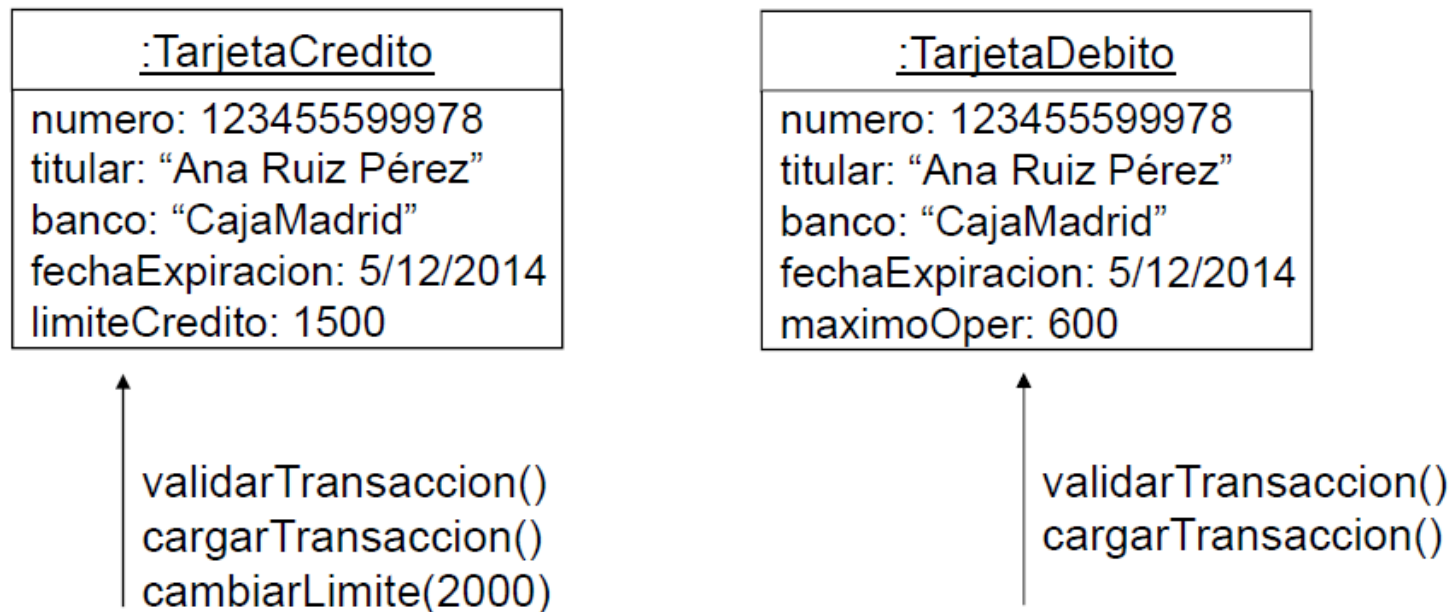 :TarjetaCredito
numero: 123455599978
titular: “Ana Ruiz Pérez”
banco: “CajaMadrid”
fechaExpiracion: 5/12/2014
limiteCredito: 1500
validarTransaccion()
cargarTransaccion()
cambiarLimite(2000)
:TarjetaDebito
numero: 123455599978
titular: “Ana Ruiz Pérez”
banco: “CajaMadrid”
fechaExpiracion: 5/12/2014
maximoOper: 600
validarTransaccion()
cargarTransaccion()